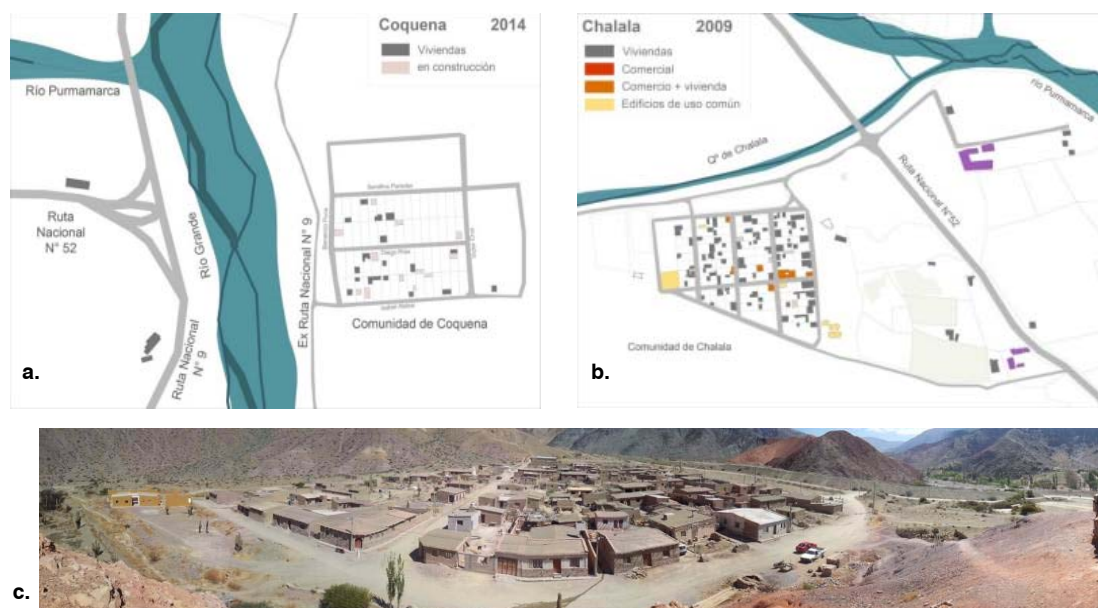 Coquena 2014
Viviendas
en construcción
Río Purmamarca
Ruta
Nacional
N° 52
Río Grande
Ruta Nacional
N° 9
Ex Ruta Nacional N° 9
Diego Ríos
Comunidad de Coquena
a.
Chalala 2009
Viviendas
Comercial
Comercio + vivienda
Edificios de uso común
río Purmamarca
Qª de Chalala
Ruta Nacional N°52
Comunidad de Chalala
b.
c.